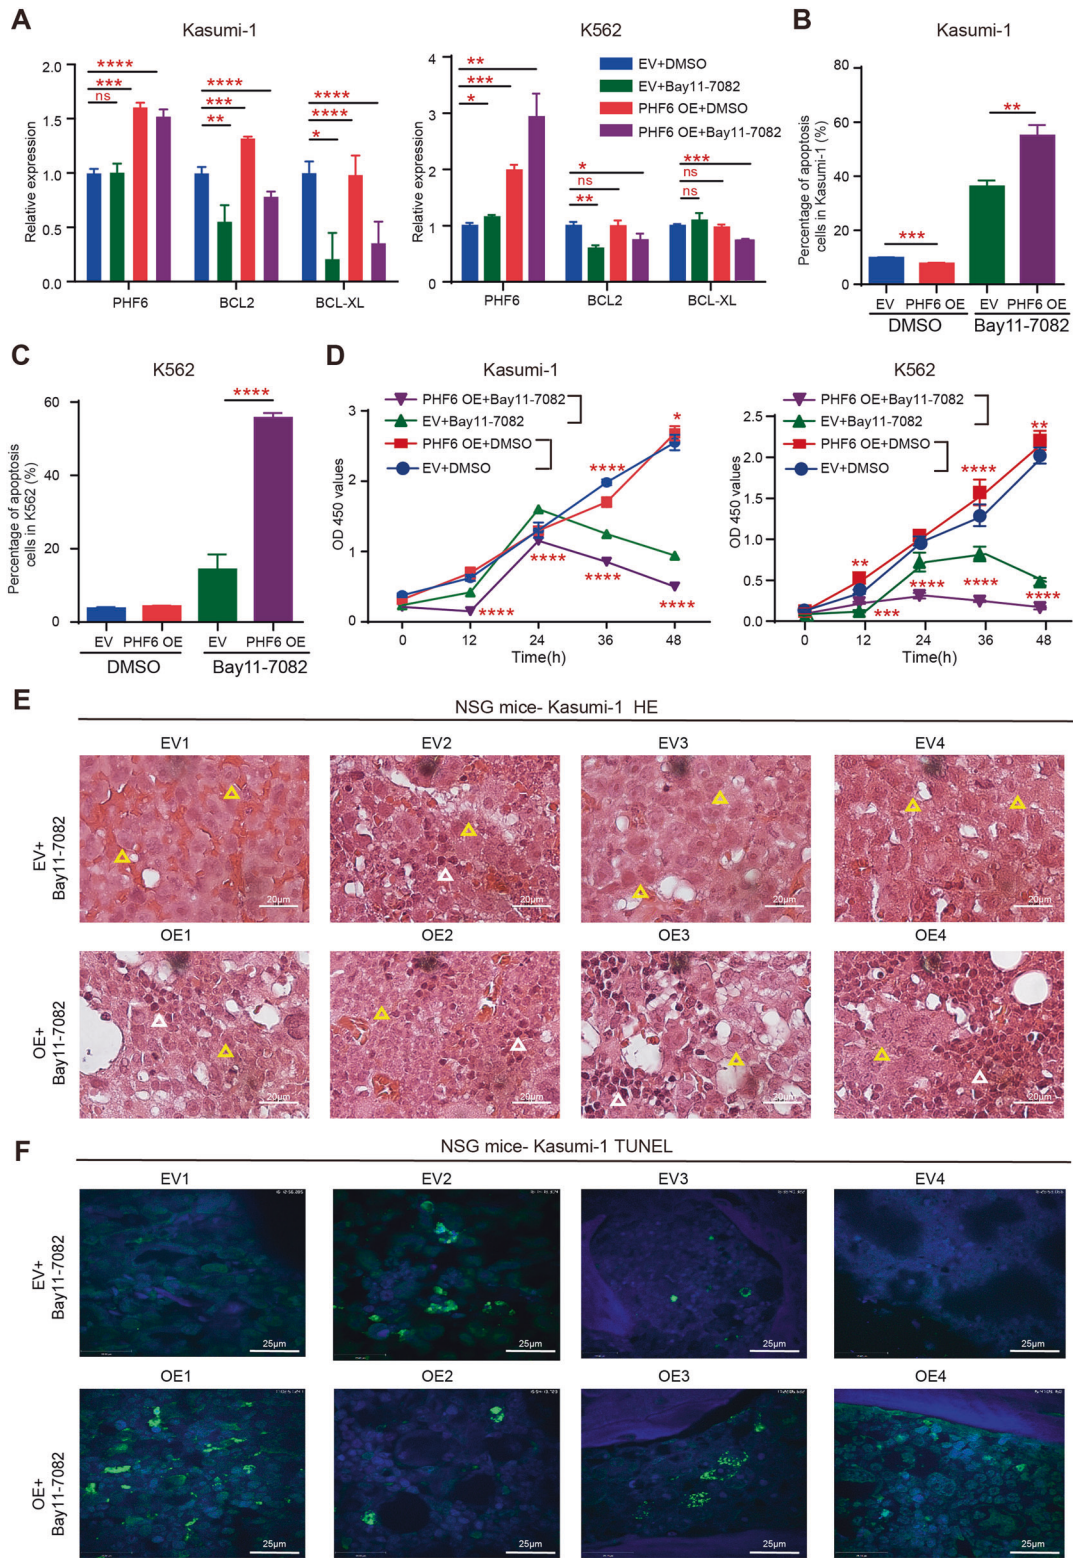 A
Kasumi-1
K562
B
Kasumi-1
Relative expression
2.0
1.5
1.0
0.5
0.0
****
***
ns
****
***
**
****
****
*
PHF6
BCL2
BCL-XL
Relative expression
4
3
2
1
0
**
***
*
*
ns
**
***
ns
ns
PHF6
BCL2
BCL-XL
EV+DMSO
EV+Bay11-7082
PHF6 OE+DMSO
PHF6 OE+Bay11-7082
Percentage of apoptosis
cells in Kasumi-1 (%)
80
60
40
20
0
***
**
EV
PHF6 OE
EV
PHF6 OE
DMSO
Bay11-7082
C
K562
Percentage of apoptosis
cells in K562 (%)
60
40
20
0
****
EV
PHF6 OE
EV
PHF6 OE
DMSO
Bay11-7082
D
Kasumi-1
K562
PHF6 OE+Bay11-7082
EV+Bay11-7082
PHF6 OE+DMSO
EV+DMSO
OD 450 values
3
2
1
0
*
****
****
****
****
****
0
12
24
36
48
Time(h)
PHF6 OE+Bay11-7082
EV+Bay11-7082
PHF6 OE+DMSO
EV+DMSO
OD 450 values
2.5
2.0
1.5
1.0
0.5
0.0
**
****
**
****
****
***
****
0
12
24
36
48
Time(h)
E
NSG mice- Kasumi-1 HE
EV1
EV2
EV3
EV4
EV+
Bay11-7082
20μm
20μm
20μm
20μm
OE1
OE2
OE3
OE4
OE+
Bay11-7082
20μm
20μm
20μm
20μm
F
NSG mice- Kasumi-1 TUNEL
EV1
EV2
EV3
EV4
EV+
Bay11-7082
25μm
25μm
25μm
25μm
OE1
OE2
OE3
OE4
OE+
Bay11-7082
25μm
25μm
25μm
25μm